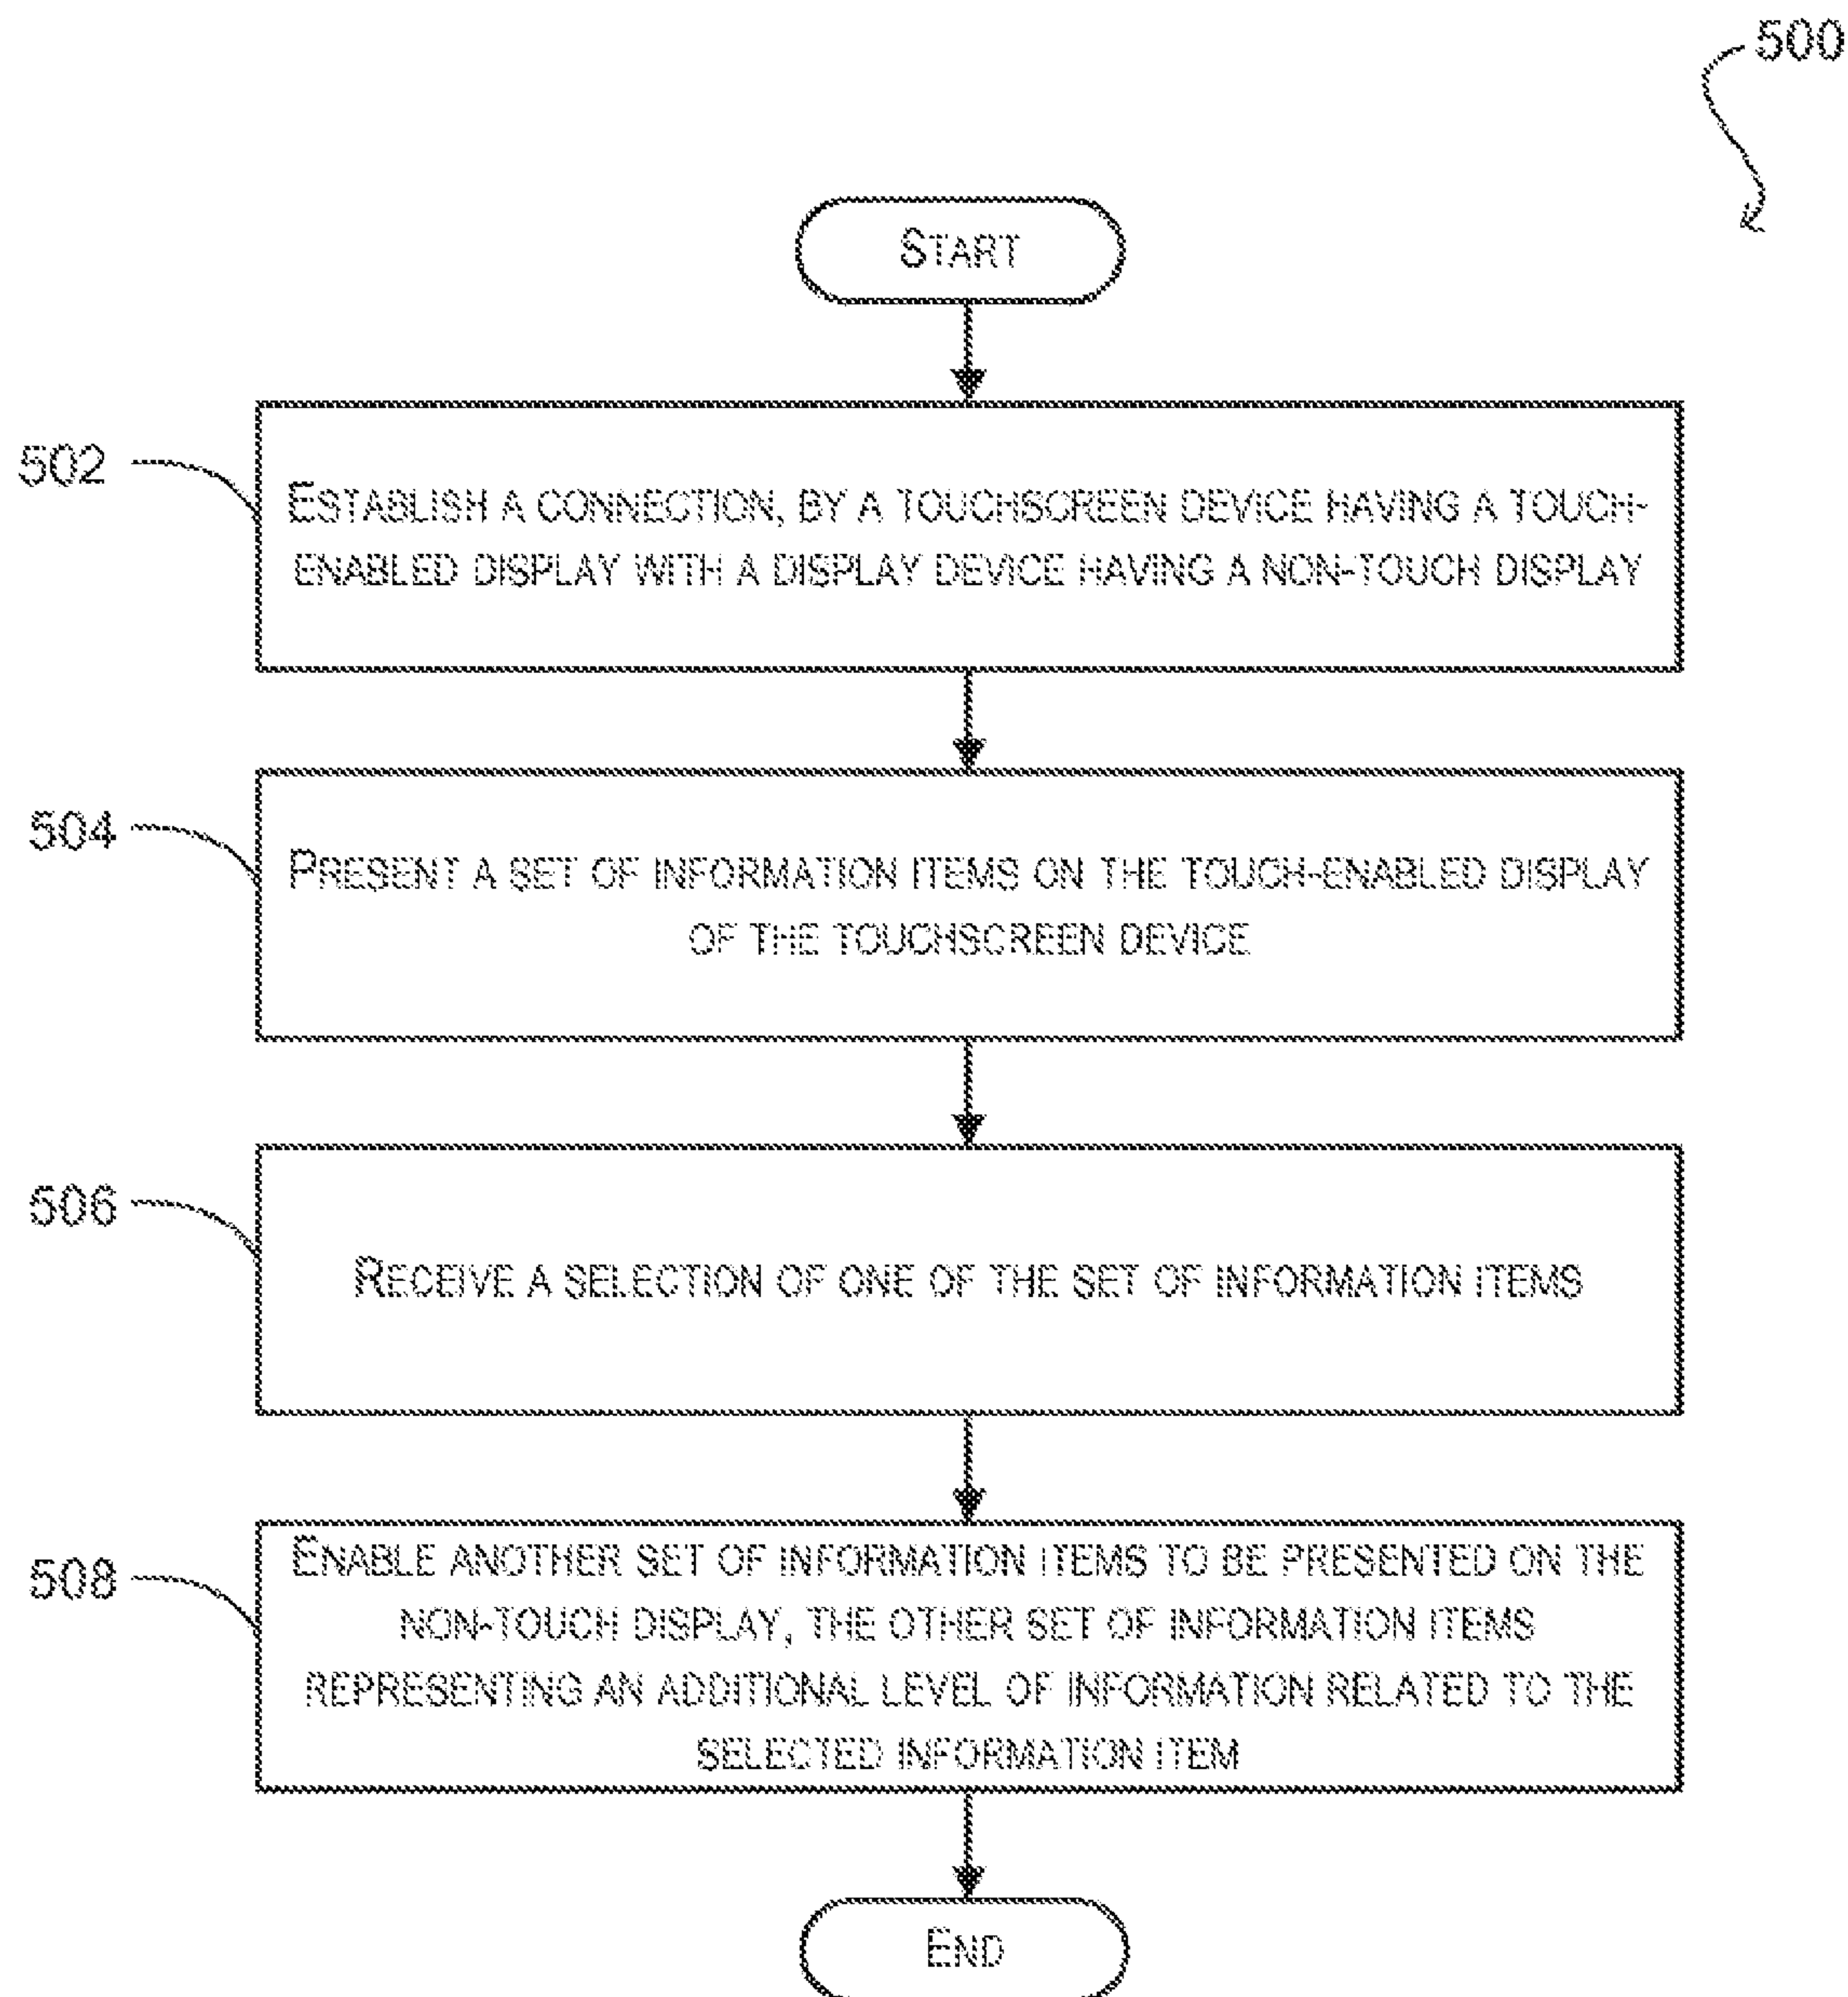 500
START
502
ESTABLISH A CONNECTION, BY A TOUCHSCREEN DEVICE HAVING A TOUCH-
ENABLED DISPLAY WITH A DISPLAY DEVICE HAVING A NON-TOUCH DISPLAY
504
PRESENT A SET OF INFORMATION ITEMS ON THE TOUCH-ENABLED DISPLAY
OF THE TOUCHSCREEN DEVICE
506
RECEIVE A SELECTION OF ONE OF THE SET OF INFORMATION ITEMS
508
ENABLE ANOTHER SET OF INFORMATION ITEMS TO BE PRESENTED ON THE
NON-TOUCH DISPLAY, THE OTHER SET OF INFORMATION ITEMS
REPRESENTING AN ADDITIONAL LEVEL OF INFORMATION RELATED TO THE
SELECTED INFORMATION ITEM
END